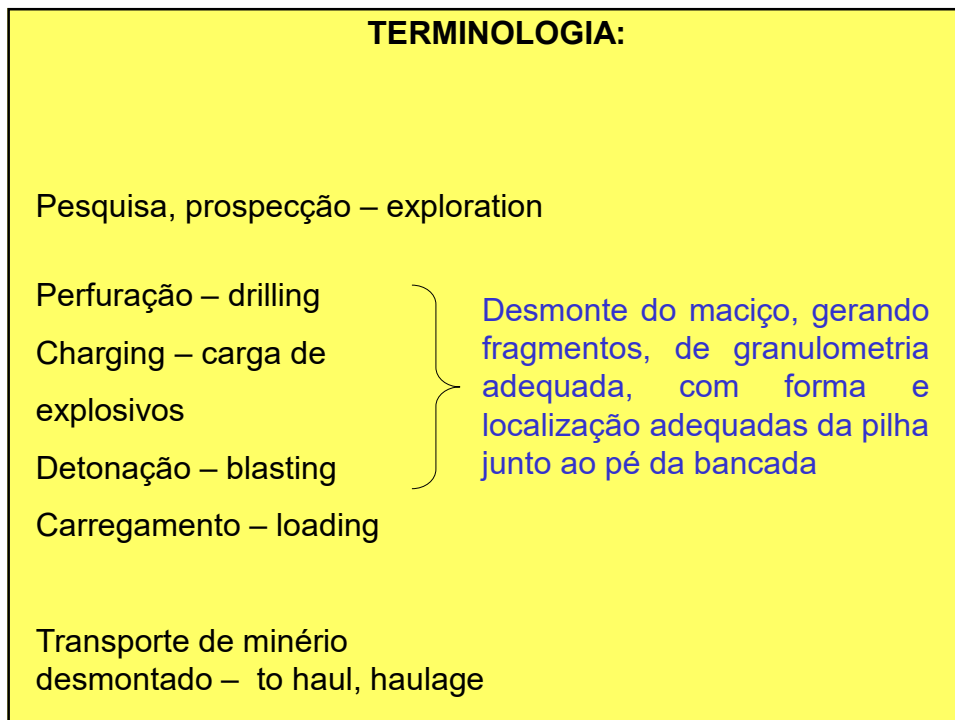 TERMINOLOGIA:
Pesquisa, prospecção – exploration
Perfuração – drilling
Charging – carga de
explosivos
Detonação – blasting
Desmonte do maciço, gerando
fragmentos, de granulometria
adequada, com forma e
localização adequadas da pilha
junto ao pé da bancada
Carregamento – loading
Transporte de minério
desmontado – to haul, haulage